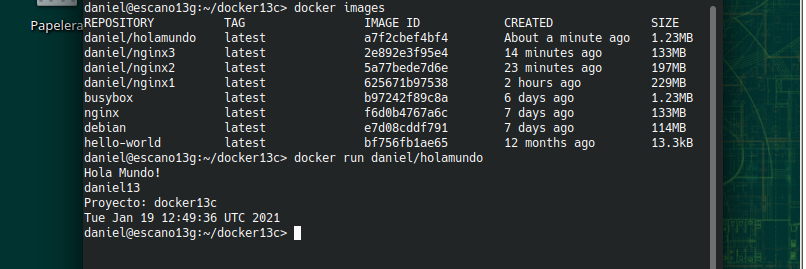 daniel@escano13g:~/docker13c> docker images
REPOSITORY TAG IMAGE ID CREATED SIZE
daniel/holamundo latest a7f2cbef4bf4 About a minute ago 1.23MB
daniel/nginx3 latest 2e892e3f95e4 14 minutes ago 133MB
daniel/nginx2 latest 5a77bede7d6e 23 minutes ago 197MB
daniel/nginx1 latest 625671b97538 2 hours ago 229MB
busybox latest b97242f89c8a 6 days ago 1.23MB
nginx latest f6d0b4767a6c 7 days ago 133MB
debian latest e7d08cddf791 7 days ago 114MB
hello-world latest bf756fb1ae65 12 months ago 13.3kB
daniel@escano13g:~/docker13c> docker run daniel/holamundo
Hola Mundo!
daniel13
Proyecto: docker13c
Tue Jan 19 12:49:36 UTC 2021
daniel@escano13g:~/docker13c>
Papelera